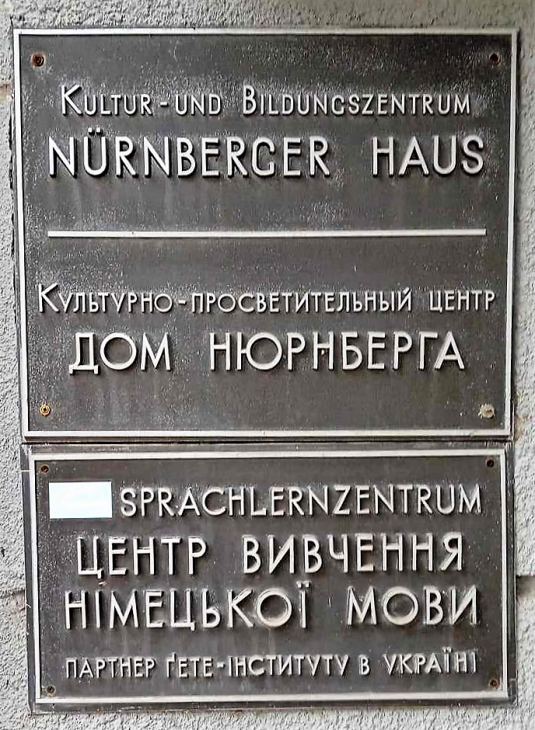 Kultur-und Bildungszentrum
NÜRNBERGER HAUS
Культурно-просветительный центр
ДОМ НЮРНБЕРГА
SPRACHLERNZENTRUM
ЦЕНТР ВИВЧЕННЯ
НІМЕЦЬКОЇ МОВИ
ПАРТНЕР ҐЕТЕ-ІНСТИТУТУ В УКРАЇНІ